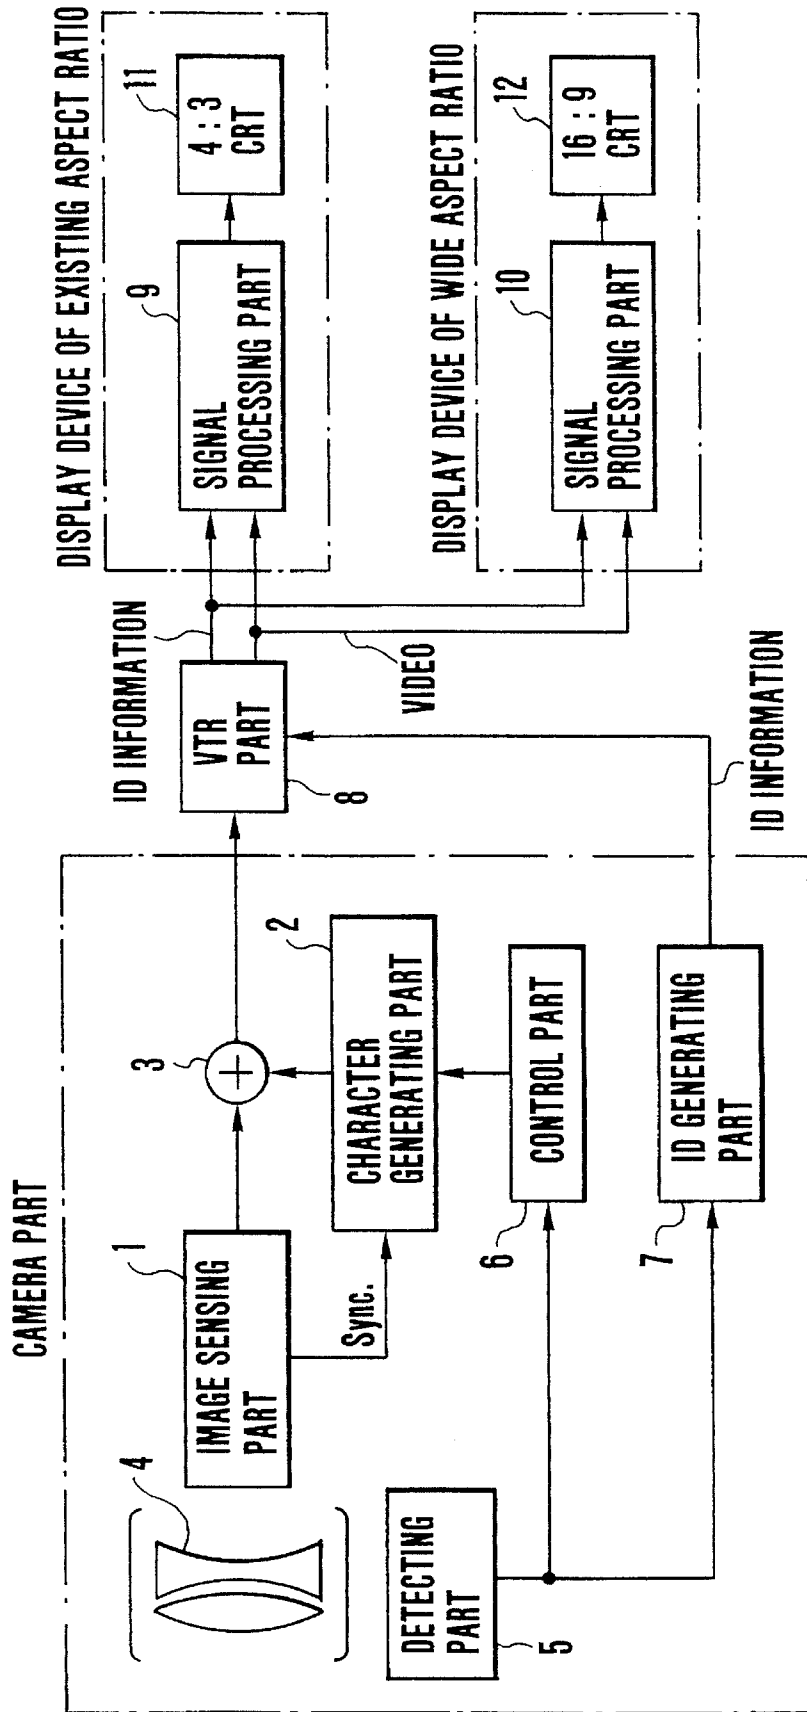 CAMERA PART
4
1
IMAGE SENSING
PART
Sync.
3
2
CHARACTER
GENERATING PART
DETECTING
PART
5
6
CONTROL PART
7
ID GENERATING
PART
ID INFORMATION
VTR
PART
8
VIDEO
ID INFORMATION
DISPLAY DEVICE OF EXISTING ASPECT RATIO
9
SIGNAL
PROCESSING PART
11
4 : 3
CRT
DISPLAY DEVICE OF WIDE ASPECT RATIO
10
SIGNAL
PROCESSING PART
12
16 : 9
CRT